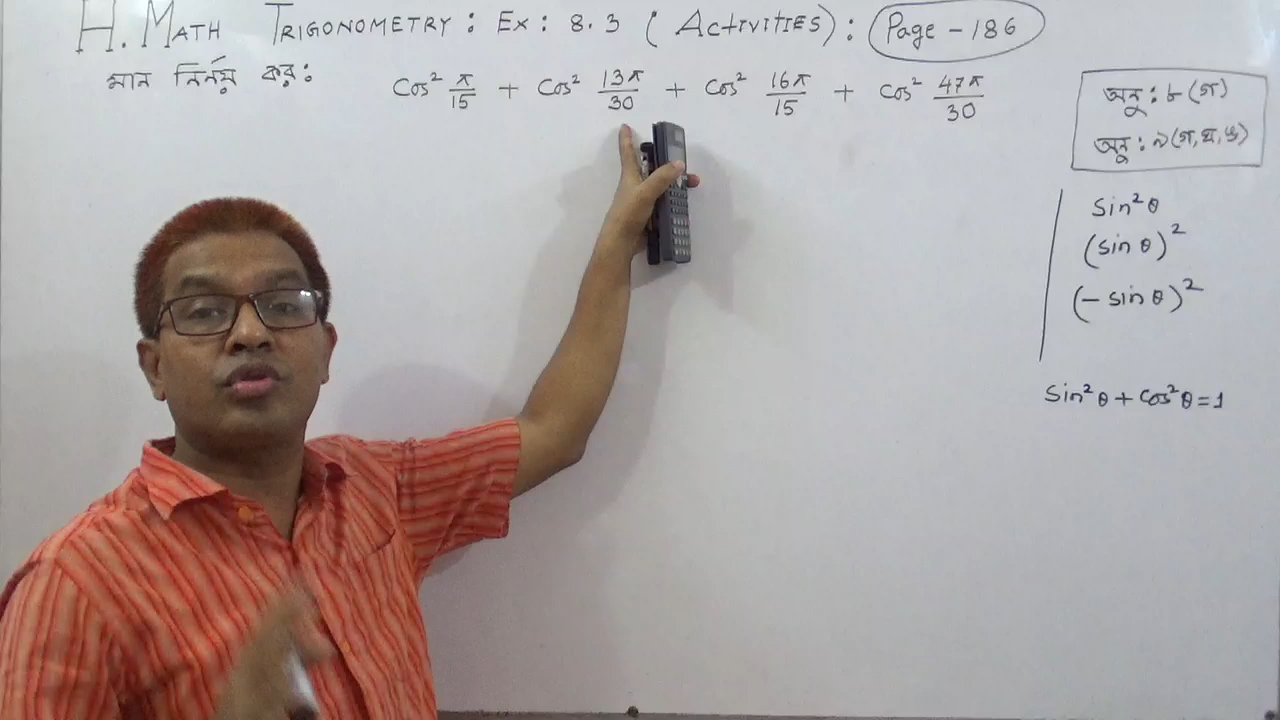 H. MATH TRIGONOMETRY : Ex : 8.3 ( Activities ) : Page - 186
মান নির্নয় কর : cos² π/15 + cos² 13π/30 + cos² 16π/15 + cos² 47π/30
অনু : ৮ (গ)
অনু : ৯ (গ, ঘ, ঙ)
sin²θ
(sin θ)²
(- sin θ)²
sin²θ + cos²θ = 1